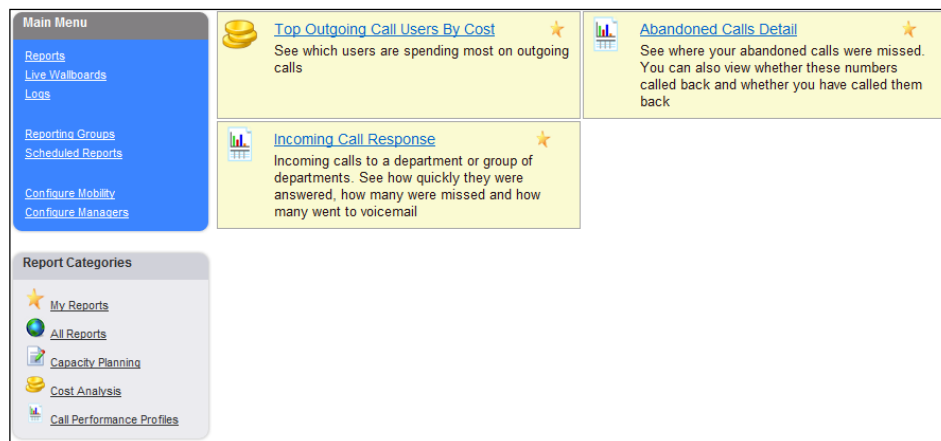 Main Menu
Reports
Live Wallboards
Logs
Reporting Groups
Scheduled Reports
Configure Mobility
Configure Managers
Report Categories
My Reports
All Reports
Capacity Planning
Cost Analysis
Call Performance Profiles
Top Outgoing Call Users By Cost
See which users are spending most on outgoing
calls
Abandoned Calls Detail
See where your abandoned calls were missed.
You can also view whether these numbers
called back and whether you have called them
back
Incoming Call Response
Incoming calls to a department or group of
departments. See how quickly they were
answered, how many were missed and how
many went to voicemail